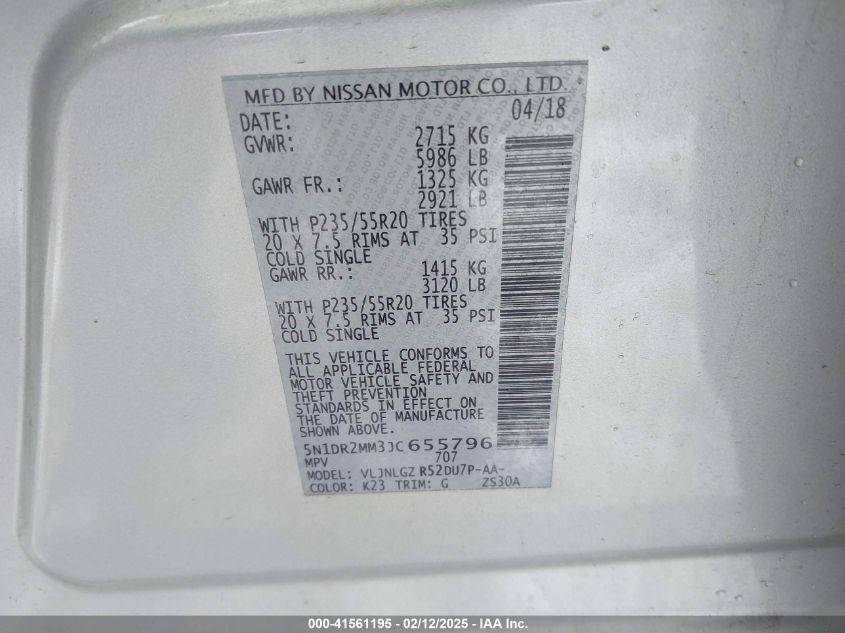 MFD BY NISSAN MOTOR CO., LTD.
DATE: 04/18
GVWR: 2715 KG
5986 LB
GAWR FR.: 1325 KG
2921 LB
WITH P235/55R20 TIRES
20 X 7.5 RIMS AT 35 PSI
COLD SINGLE
GAWR RR.: 1415 KG
3120 LB
WITH P235/55R20 TIRES
20 X 7.5 RIMS AT 35 PSI
COLD SINGLE
THIS VEHICLE CONFORMS TO
ALL APPLICABLE FEDERAL
MOTOR VEHICLE SAFETY AND
THEFT PREVENTION
STANDARDS IN EFFECT ON
THE DATE OF MANUFACTURE
SHOWN ABOVE.
5N1DR2MM3JC655796
MPV 707
MODEL: VLJNLGZ R52DU7P-AA-
COLOR: K23 TRIM: G ZS30A
000-41561195 - 02/12/2025 - IAA Inc.